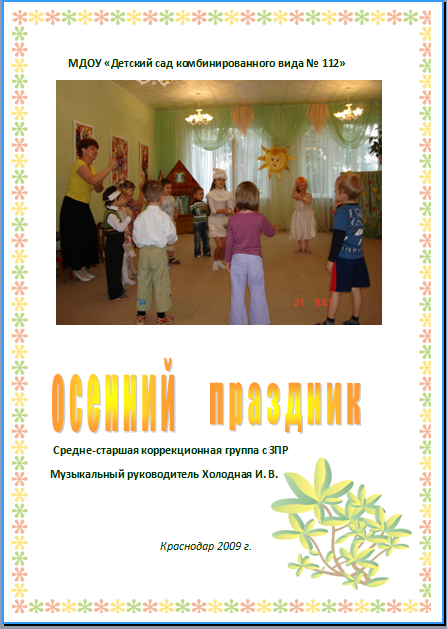 МДОУ «Детский сад комбинированного вида № 112»
осенний праздник
Средне-старшая коррекционная группа с ЗПР
Музыкальный руководитель Холодная И. В.
Краснодар 2009 г.